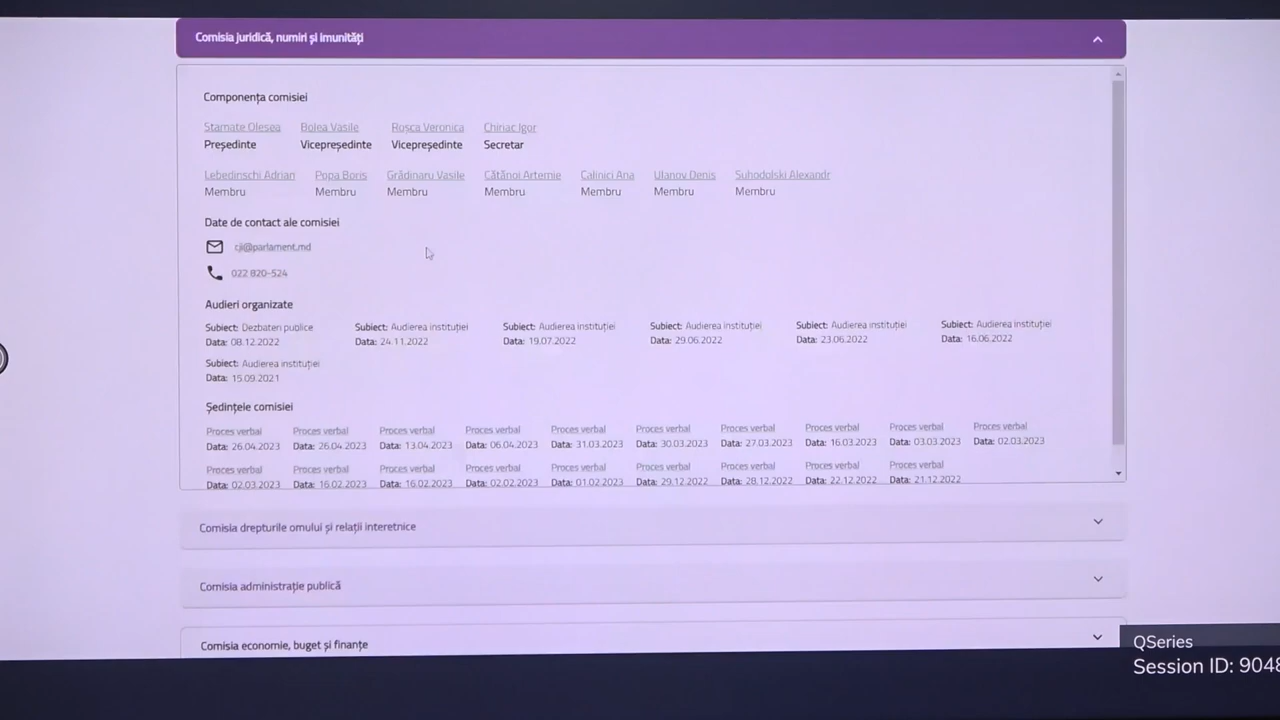 Comisia juridică, numiri și imunități
Componența comisiei
Stamate Olesea Bolea Vasile Roșca Veronica Chiriac Igor
Președinte Vicepreședinte Vicepreședinte Secretar
Lebedinschi Adrian Popa Boris Grădinaru Vasile Cătănoi Artemie Calinici Ana Ulanov Denis Suhodolski Alexandr
Membru Membru Membru Membru Membru Membru Membru
Date de contact ale comisiei
cji@parlament.md
022 820-524
Audieri organizate
Subiect: Dezbateri publice Subiect: Audierea instituției Subiect: Audierea instituției Subiect: Audierea instituției Subiect: Audierea instituției Subiect: Audierea instituției
Data: 08.12.2022 Data: 24.11.2022 Data: 19.07.2022 Data: 29.06.2022 Data: 23.06.2022 Data: 16.06.2022
Subiect: Audierea instituției
Data: 15.09.2021
Ședințele comisiei
Proces verbal Proces verbal Proces verbal Proces verbal Proces verbal Proces verbal Proces verbal Proces verbal Proces verbal Proces verbal
Data: 26.04.2023 Data: 26.04.2023 Data: 13.04.2023 Data: 06.04.2023 Data: 31.03.2023 Data: 30.03.2023 Data: 27.03.2023 Data: 16.03.2023 Data: 03.03.2023 Data: 02.03.2023
Proces verbal Proces verbal Proces verbal Proces verbal Proces verbal Proces verbal Proces verbal Proces verbal Proces verbal
Data: 02.03.2023 Data: 16.02.2023 Data: 16.02.2023 Data: 02.02.2023 Data: 01.02.2023 Data: 29.12.2022 Data: 28.12.2022 Data: 22.12.2022 Data: 21.12.2022
Comisia drepturile omului și relații interetnice
Comisia administrație publică
Comisia economie, buget și finanțe
QSeries
Session ID: 9048